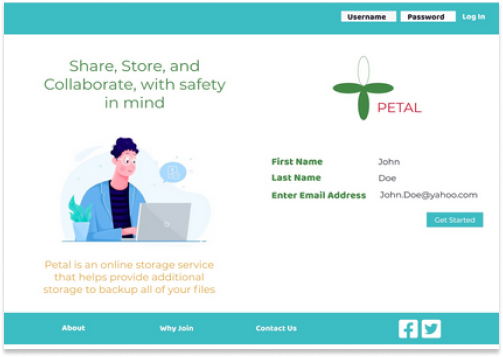 Username Password Log In
Share, Store, and
Collaborate, with safety
in mind
PETAL
First Name John
Last Name Doe
Enter Email Address John.Doe@yahoo.com
Get Started
Petal is an online storage service
that helps provide additional
storage to backup all of your files
About Why Join Contact Us